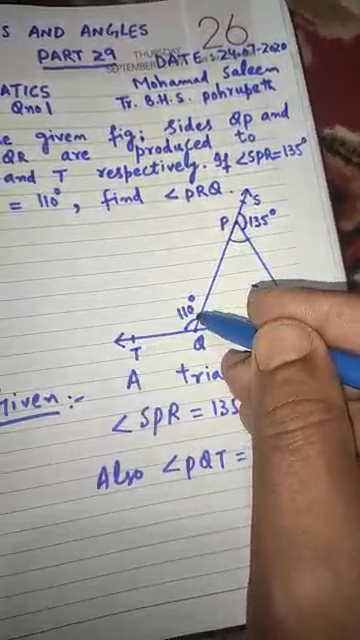 S AND ANGLES
PART 29
26
THURSDAY
SEPTEMBER
DATE: 24.07.2020
Mohamad Saleem
ATICS
Qno1
Tr. B.H.S. Pohrupeth
given fig; Sides QP and
QR are produced to
and T respectively. If ∠SPR=135°
= 110°, find ∠PRQ.
S
P 135°
110°
T Q
Given:- A tria
∠SPR = 135
Also ∠PQT =